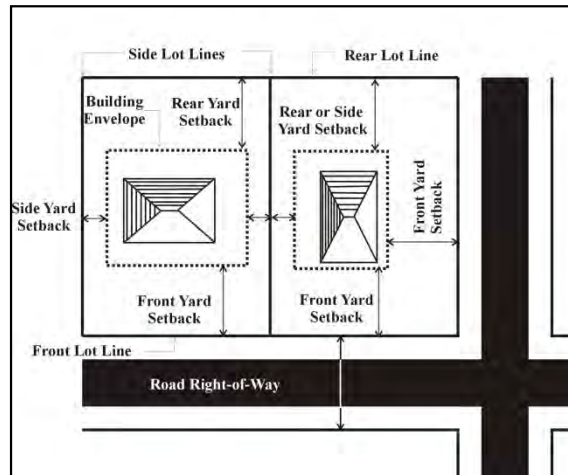 Side Lot Lines
Rear Lot Line
Building
Envelope
Rear Yard
Setback
Rear or Side
Yard Setback
Side Yard
Setback
Front Yard
Setback
Front Yard
Setback
Front Yard
Setback
Front Lot Line
Road Right-of-Way